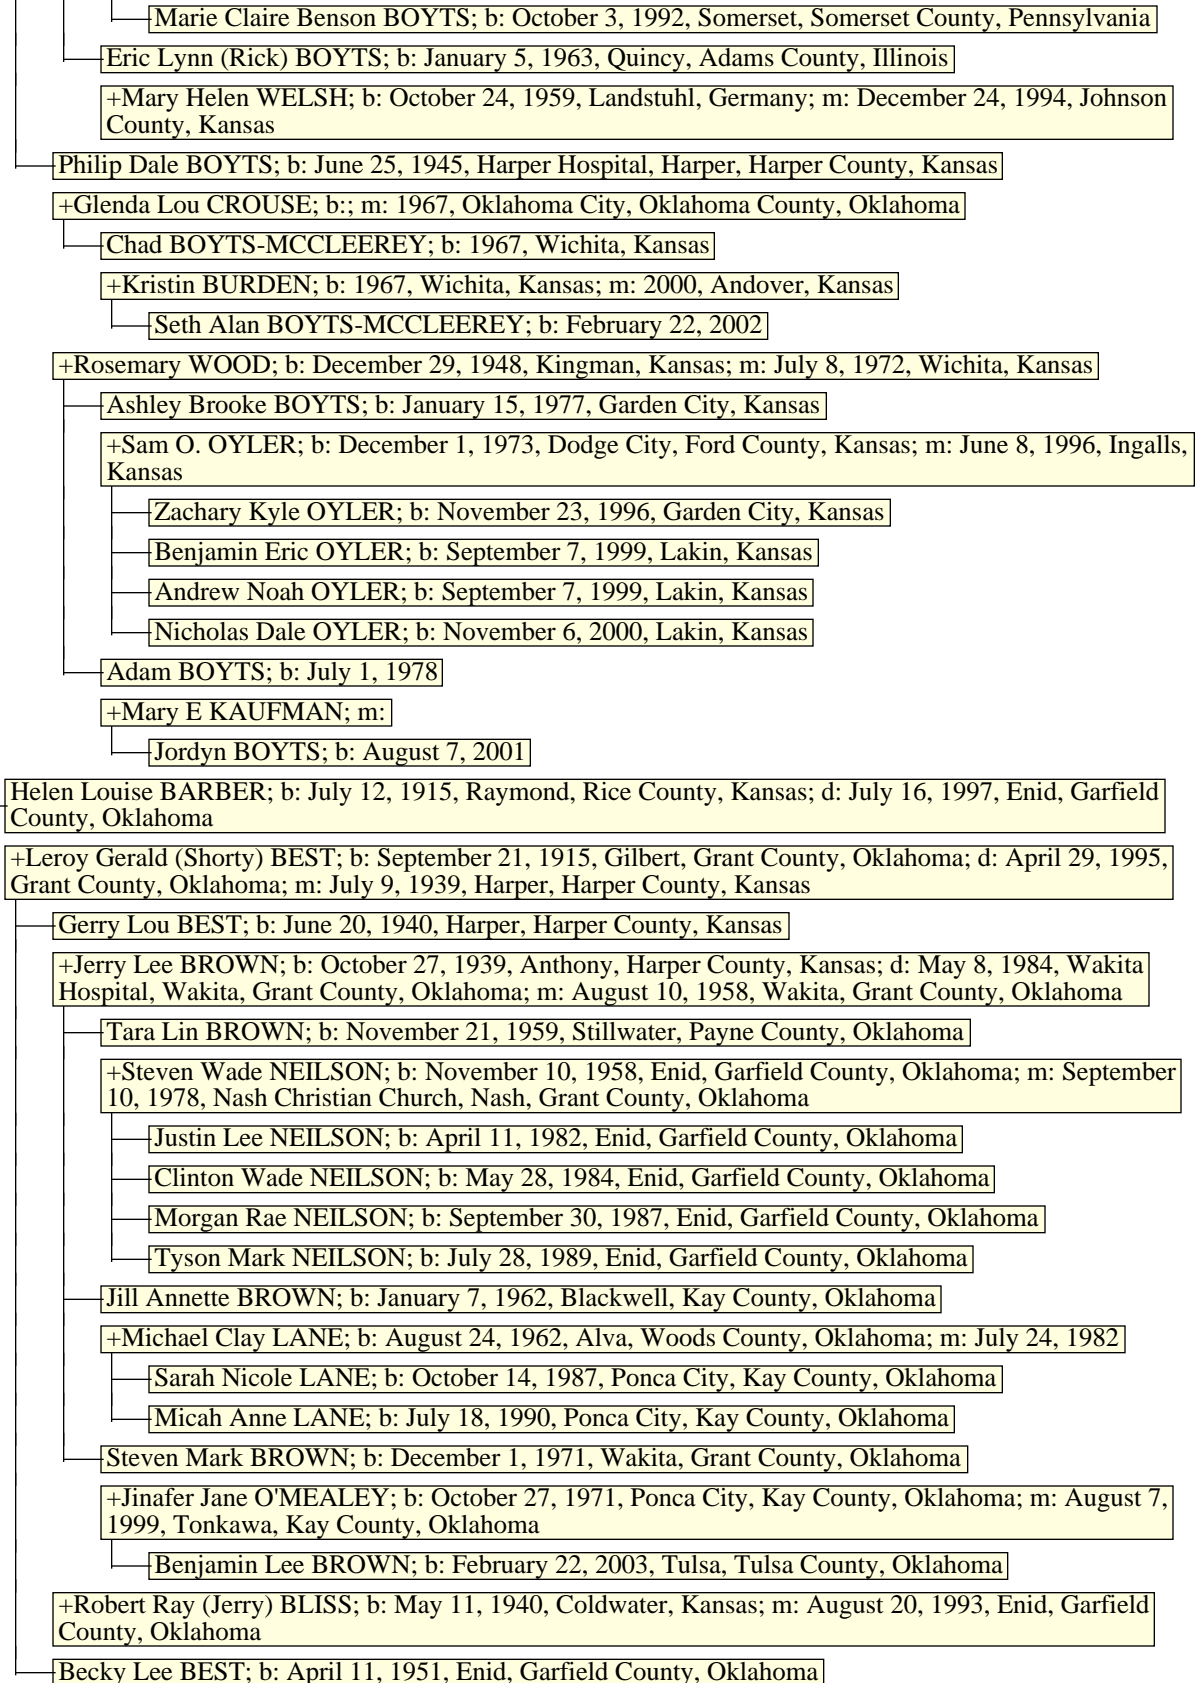 Marie Claire Benson BOYTS; b: October 3, 1992, Somerset, Somerset County, Pennsylvania
Eric Lynn (Rick) BOYTS; b: January 5, 1963, Quincy, Adams County, Illinois
+Mary Helen WELSH; b: October 24, 1959, Landstuhl, Germany; m: December 24, 1994, Johnson
County, Kansas
Philip Dale BOYTS; b: June 25, 1945, Harper Hospital, Harper, Harper County, Kansas
+Glenda Lou CROUSE; b:; m: 1967, Oklahoma City, Oklahoma County, Oklahoma
Chad BOYTS-MCCLEEREY; b: 1967, Wichita, Kansas
+Kristin BURDEN; b: 1967, Wichita, Kansas; m: 2000, Andover, Kansas
Seth Alan BOYTS-MCCLEEREY; b: February 22, 2002
+Rosemary WOOD; b: December 29, 1948, Kingman, Kansas; m: July 8, 1972, Wichita, Kansas
Ashley Brooke BOYTS; b: January 15, 1977, Garden City, Kansas
+Sam O. OYLER; b: December 1, 1973, Dodge City, Ford County, Kansas; m: June 8, 1996, Ingalls,
Kansas
Zachary Kyle OYLER; b: November 23, 1996, Garden City, Kansas
Benjamin Eric OYLER; b: September 7, 1999, Lakin, Kansas
Andrew Noah OYLER; b: September 7, 1999, Lakin, Kansas
Nicholas Dale OYLER; b: November 6, 2000, Lakin, Kansas
Adam BOYTS; b: July 1, 1978
+Mary E KAUFMAN; m:
Jordyn BOYTS; b: August 7, 2001
Helen Louise BARBER; b: July 12, 1915, Raymond, Rice County, Kansas; d: July 16, 1997, Enid, Garfield
County, Oklahoma
+Leroy Gerald (Shorty) BEST; b: September 21, 1915, Gilbert, Grant County, Oklahoma; d: April 29, 1995,
Grant County, Oklahoma; m: July 9, 1939, Harper, Harper County, Kansas
Gerry Lou BEST; b: June 20, 1940, Harper, Harper County, Kansas
+Jerry Lee BROWN; b: October 27, 1939, Anthony, Harper County, Kansas; d: May 8, 1984, Wakita
Hospital, Wakita, Grant County, Oklahoma; m: August 10, 1958, Wakita, Grant County, Oklahoma
Tara Lin BROWN; b: November 21, 1959, Stillwater, Payne County, Oklahoma
+Steven Wade NEILSON; b: November 10, 1958, Enid, Garfield County, Oklahoma; m: September
10, 1978, Nash Christian Church, Nash, Grant County, Oklahoma
Justin Lee NEILSON; b: April 11, 1982, Enid, Garfield County, Oklahoma
Clinton Wade NEILSON; b: May 28, 1984, Enid, Garfield County, Oklahoma
Morgan Rae NEILSON; b: September 30, 1987, Enid, Garfield County, Oklahoma
Tyson Mark NEILSON; b: July 28, 1989, Enid, Garfield County, Oklahoma
Jill Annette BROWN; b: January 7, 1962, Blackwell, Kay County, Oklahoma
+Michael Clay LANE; b: August 24, 1962, Alva, Woods County, Oklahoma; m: July 24, 1982
Sarah Nicole LANE; b: October 14, 1987, Ponca City, Kay County, Oklahoma
Micah Anne LANE; b: July 18, 1990, Ponca City, Kay County, Oklahoma
Steven Mark BROWN; b: December 1, 1971, Wakita, Grant County, Oklahoma
+Jinafer Jane O'MEALEY; b: October 27, 1971, Ponca City, Kay County, Oklahoma; m: August 7,
1999, Tonkawa, Kay County, Oklahoma
Benjamin Lee BROWN; b: February 22, 2003, Tulsa, Tulsa County, Oklahoma
+Robert Ray (Jerry) BLISS; b: May 11, 1940, Coldwater, Kansas; m: August 20, 1993, Enid, Garfield
County, Oklahoma
Becky Lee BEST; b: April 11, 1951, Enid, Garfield County, Oklahoma